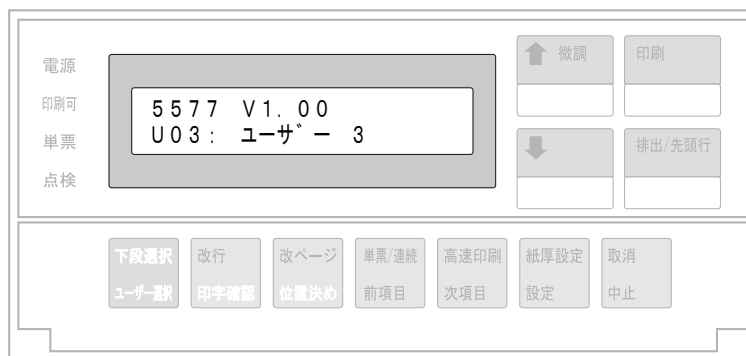 電源
印刷可
単票
点検
5577 V1.00
U03: ユーザー 3
微調
印刷
排出/先頭行
下段選択
ユーザー選択
改行
印字確認
改ページ
位置決め
単票/連続
前項目
高速印刷
次項目
紙厚設定
設定
取消
中止